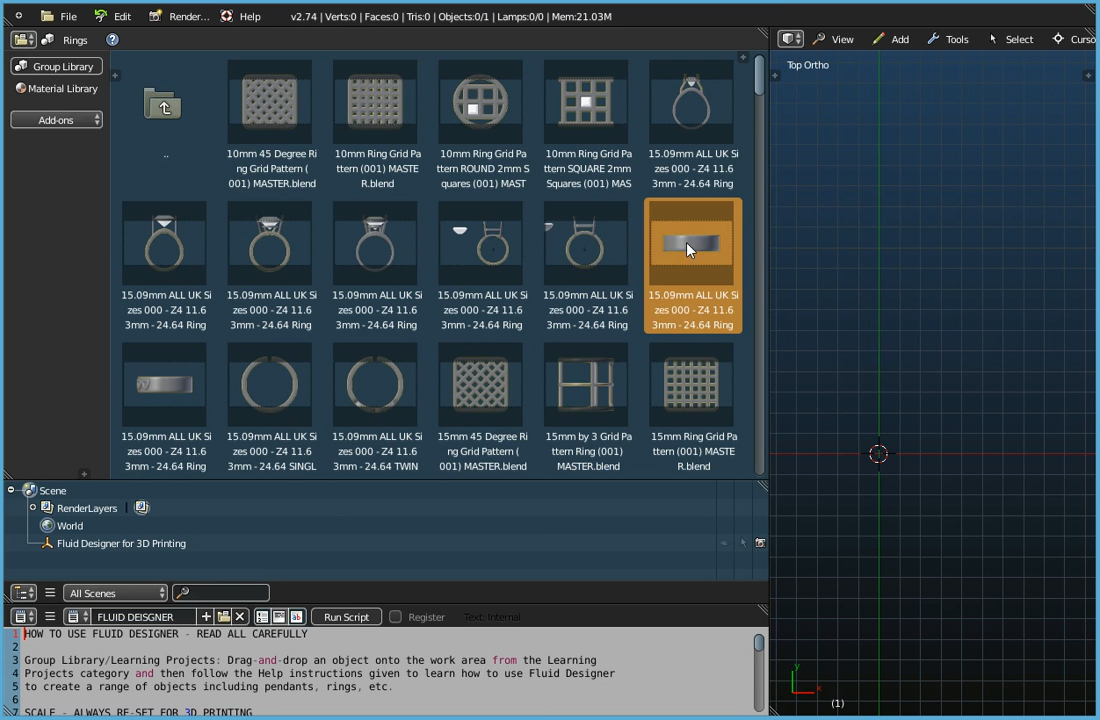 File Edit Render... Help v2.74 | Verts:0 | Faces:0 | Tris:0 | Objects:0/1 | Lamps:0/0 | Mem:21.03M
Rings
View Add Tools Select Curso
Group Library
Material Library
Add-ons
Top Ortho
..
10mm 45 Degree Ri
ng Grid Pattern (
001) MASTER.blend
10mm Ring Grid Pa
ttern (001) MASTE
R.blend
10mm Ring Grid Pa
ttern ROUND 2mm S
quares (001) MAST
10mm Ring Grid Pa
ttern SQUARE 2mm
Squares (001) MAS
15.09mm ALL UK Si
zes 000 - Z4 11.6
3mm - 24.64 Ring
15.09mm ALL UK Si
zes 000 - Z4 11.6
3mm - 24.64 Ring
15.09mm ALL UK Si
zes 000 - Z4 11.6
3mm - 24.64 Ring
15.09mm ALL UK Si
zes 000 - Z4 11.6
3mm - 24.64 Ring
15.09mm ALL UK Si
zes 000 - Z4 11.6
3mm - 24.64 Ring
15.09mm ALL UK Si
zes 000 - Z4 11.6
3mm - 24.64 Ring
15.09mm ALL UK Si
zes 000 - Z4 11.6
3mm - 24.64 Ring
15.09mm ALL UK Si
zes 000 - Z4 11.6
3mm - 24.64 Ring
15.09mm ALL UK Si
zes 000 - Z4 11.6
3mm - 24.64 SINGL
15.09mm ALL UK Si
zes 000 - Z4 11.6
3mm - 24.64 TWIN
15mm 45 Degree Ri
ng Grid Pattern (
001) MASTER.blend
15mm by 3 Grid Pa
ttern Ring (001)
MASTER.blend
15mm Ring Grid Pa
ttern (001) MASTE
R.blend
Scene
RenderLayers |
World
Fluid Designer for 3D Printing
All Scenes
FLUID DEISGNER Run Script Register Text: Internal
1 HOW TO USE FLUID DESIGNER - READ ALL CAREFULLY
2
3 Group Library/Learning Projects: Drag-and-drop an object onto the work area from the Learning
4 Projects category and then follow the Help instructions given to learn how to use Fluid Designer
5 to create a range of objects including pendants, rings, etc.
6
7 SCALE - ALWAYS RE-SET FOR 3D PRINTING
y
x
(1)